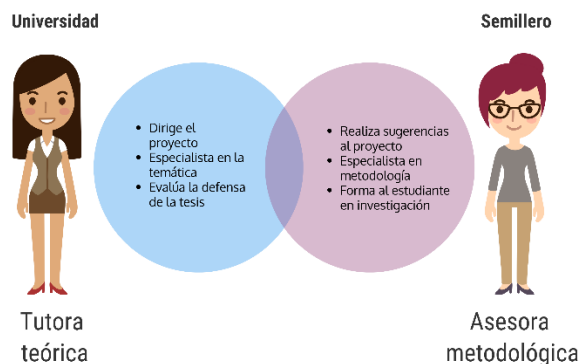 Universidad
Semillero
• Dirige el
proyecto
• Especialista en la
temática
• Evalúa la defensa
de la tesis
• Realiza sugerencias
al proyecto
• Especialista en
metodología
• Forma al estudiante
en investigación
Tutora
teórica
Asesora
metodológica